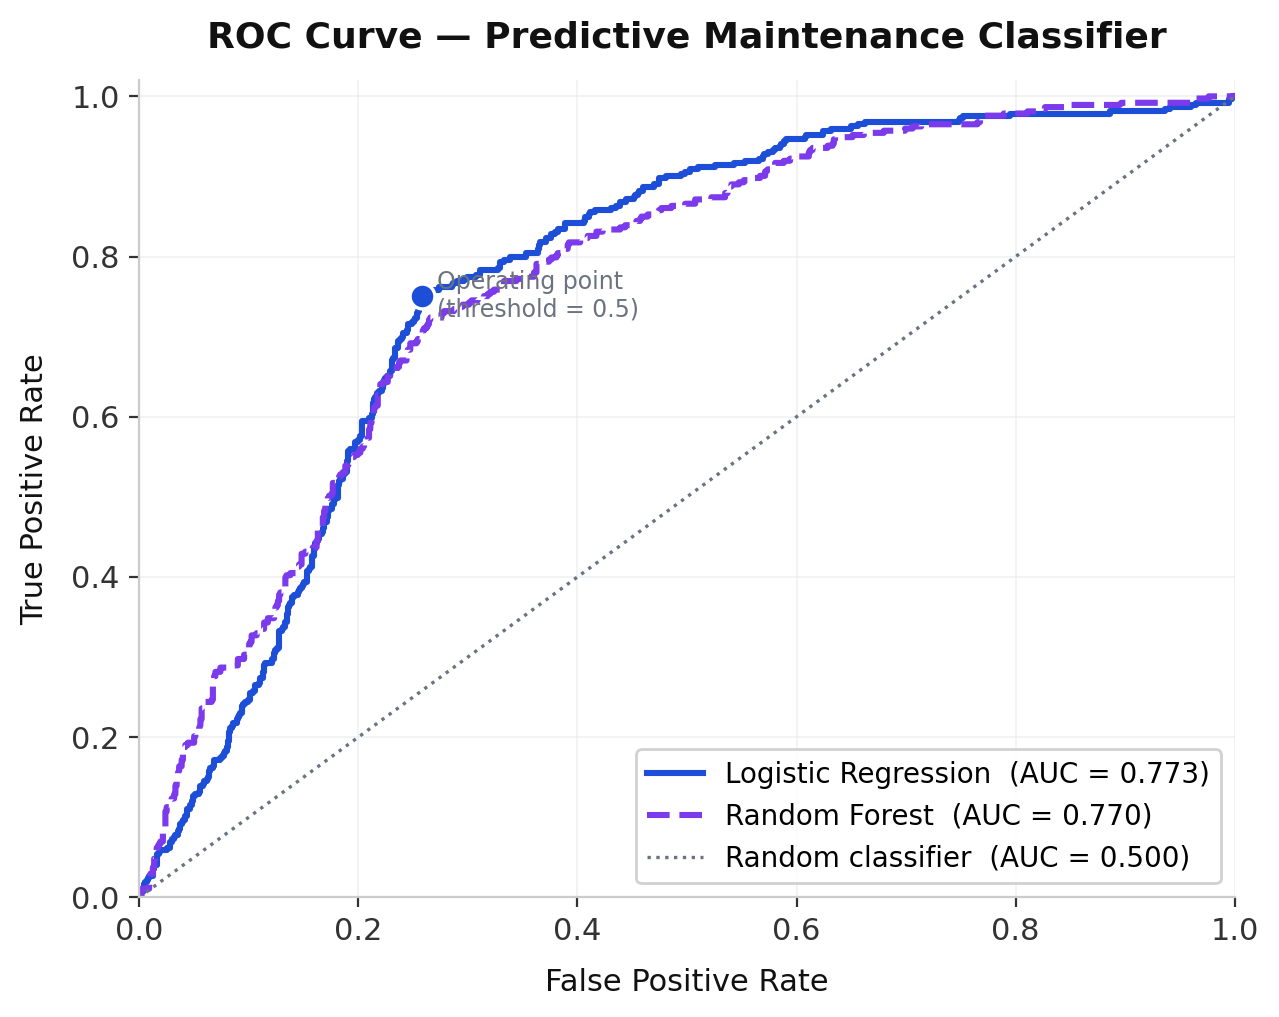 ROC Curve — Predictive Maintenance Classifier
True Positive Rate
1.0
0.8
0.6
0.4
0.2
0.0
Operating point
(threshold = 0.5)
Logistic Regression (AUC = 0.773)
Random Forest (AUC = 0.770)
Random classifier (AUC = 0.500)
0.0 0.2 0.4 0.6 0.8 1.0
False Positive Rate